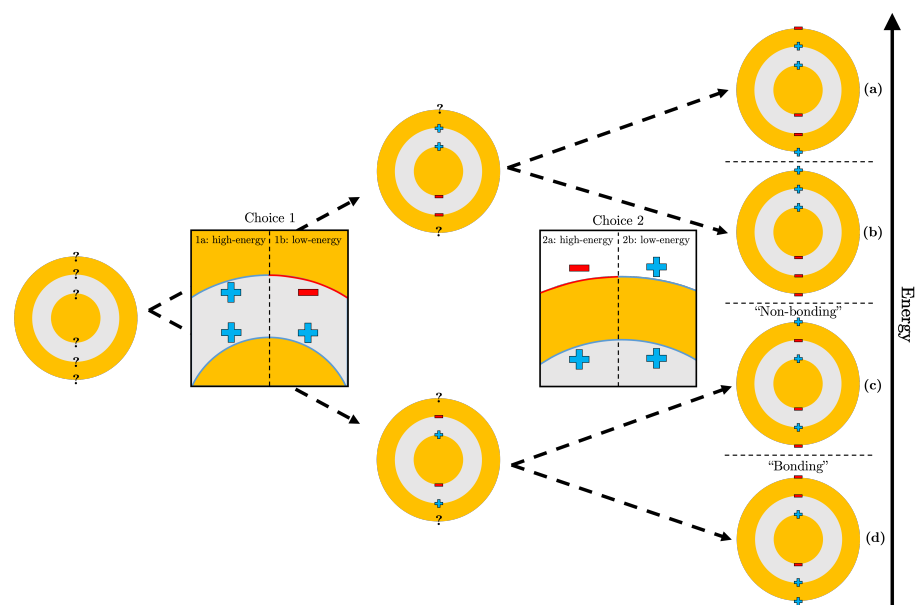 ?
?
?
?
?
?
Choice 1
1a: high-energy
1b: low-energy
?
?
?
?
Choice 2
2a: high-energy
2b: low-energy
(a)
(b)
"Non-bonding"
(c)
"Bonding"
(d)
Energy